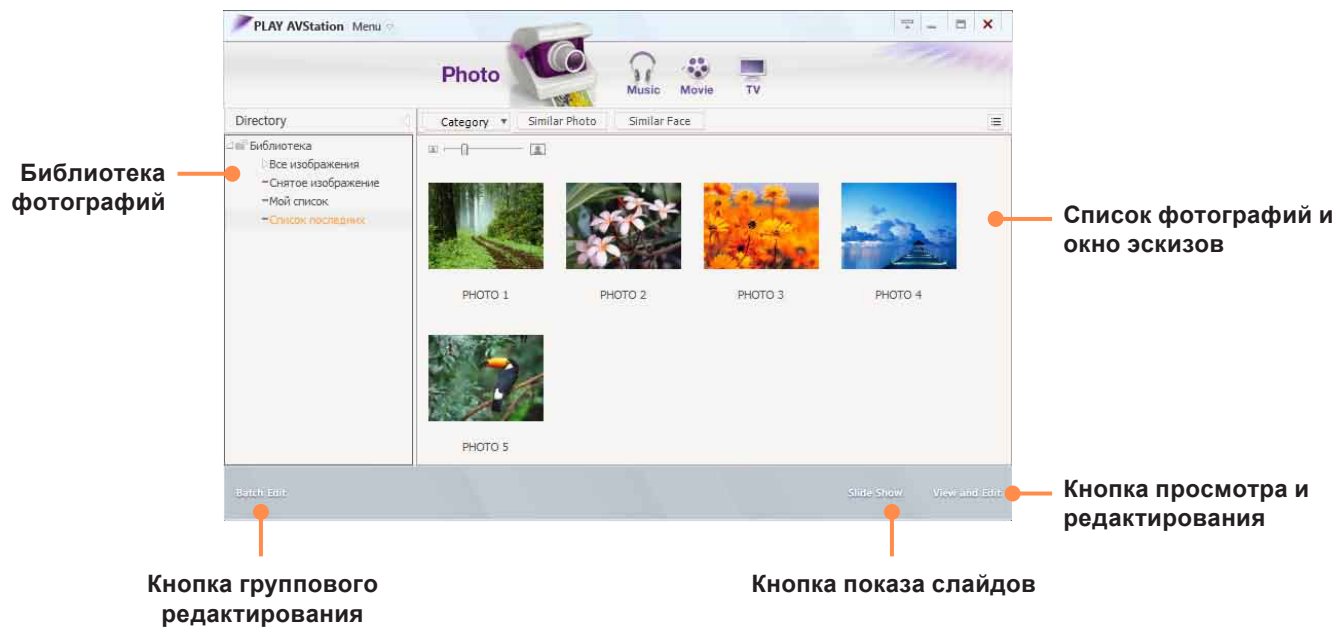 PLAY AVStation Menu
Photo
Music Movie TV
Directory
Category Similar Photo Similar Face
Библиотека
Все изображения
Снятое изображение
Мой список
Список последних
Библиотека
фотографий
PHOTO 1 PHOTO 2 PHOTO 3 PHOTO 4
PHOTO 5
Список фотографий и
окно эскизов
Batch Edit
Slide Show View and Edit
Кнопка просмотра и
редактирования
Кнопка группового
редактирования
Кнопка показа слайдов